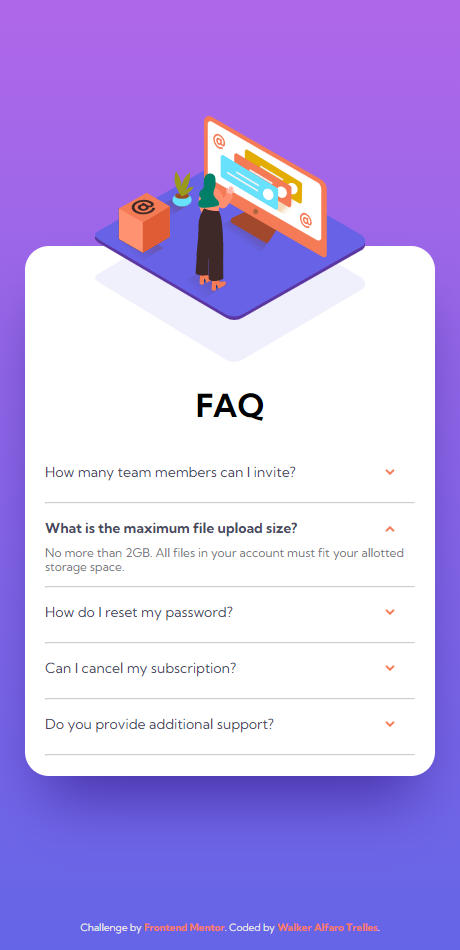 @
@
@
FAQ
How many team members can I invite?
What is the maximum file upload size?
No more than 2GB. All files in your account must fit your allotted
storage space.
How do I reset my password?
Can I cancel my subscription?
Do you provide additional support?
Challenge by Frontend Mentor. Coded by Walker Alfaro Trelles.